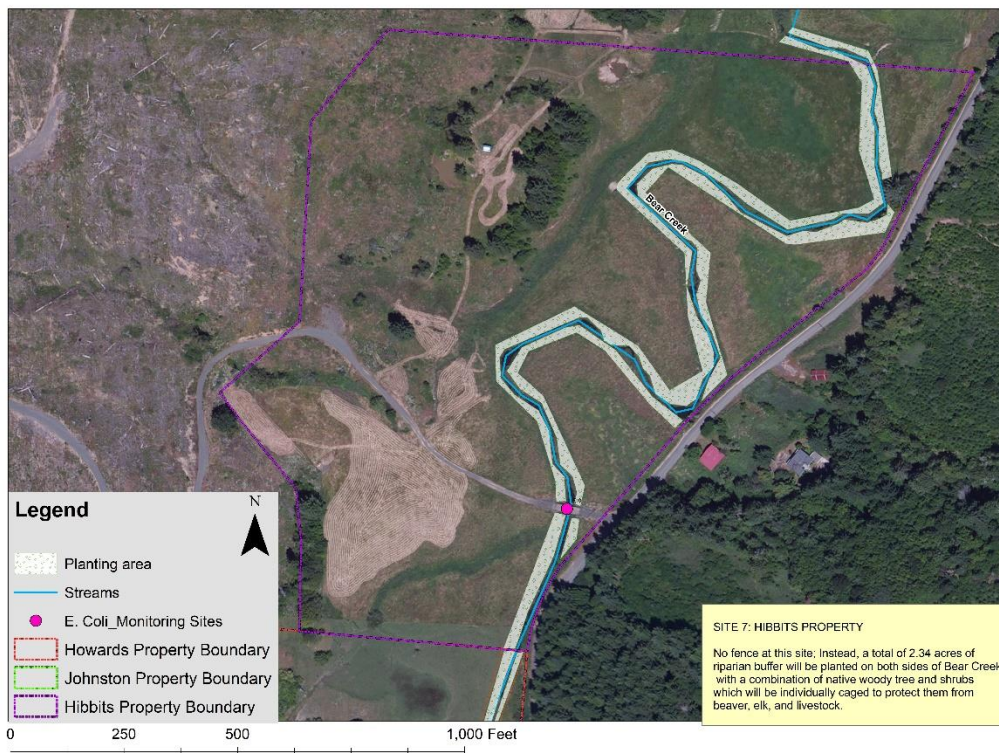 Bear Creek
Legend
N
Planting area
Streams
E. Coli_Monitoring Sites
Howards Property Boundary
Johnston Property Boundary
Hibbits Property Boundary
SITE 7: HIBBITS PROPERTY
No fence at this site; Instead, a total of 2.34 acres of
riparian buffer will be planted on both sides of Bear Creek
with a combination of native woody tree and shrubs
which will be individually caged to protect them from
beaver, elk, and livestock.
0 250 500 1,000 Feet